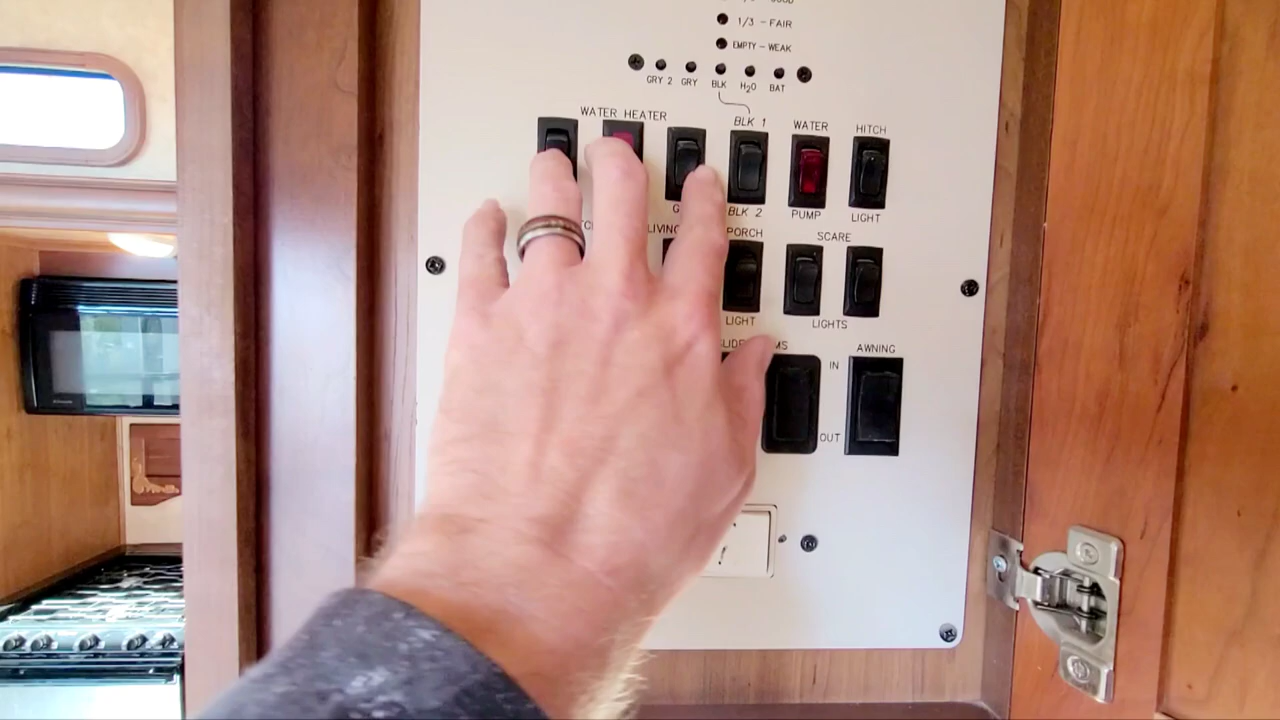 1/3 - FAIR
EMPTY - WEAK
GRY 2 GRY BLK H2O BAT
WATER HEATER
BLK 1
WATER
HITCH
BLK 2
PUMP
LIGHT
LIVING
PORCH
SCARE
LIGHT
LIGHTS
AWNING
IN
OUT